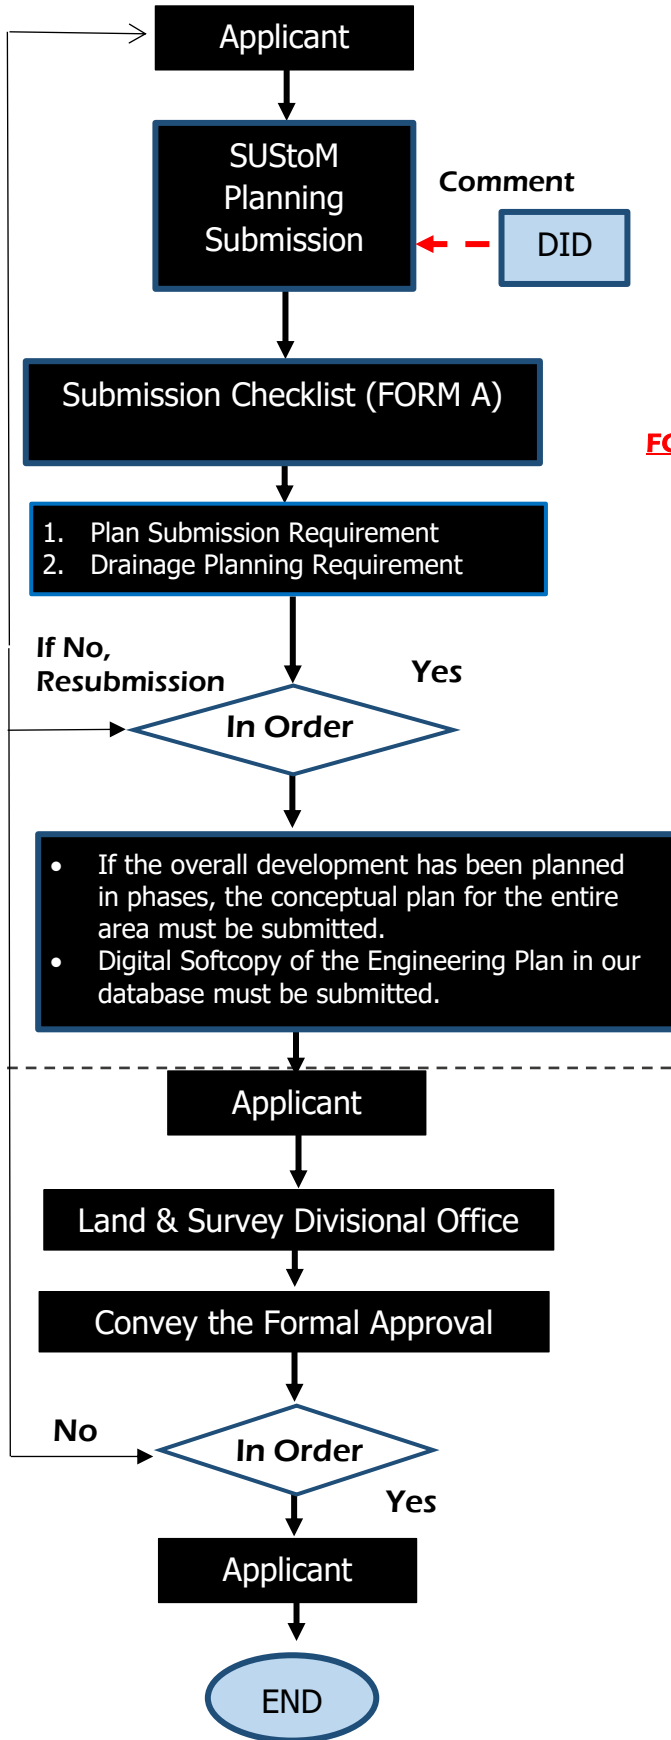 Applicant
SUStoM
Planning
Submission
Comment
DID
Submission Checklist (FORM A)
1. Plan Submission Requirement
2. Drainage Planning Requirement
If No,
Resubmission
Yes
In Order
• If the overall development has been planned
in phases, the conceptual plan for the entire
area must be submitted.
• Digital Softcopy of the Engineering Plan in our
database must be submitted.
Applicant
Land & Survey Divisional Office
Convey the Formal Approval
No
In Order
Yes
Applicant
END